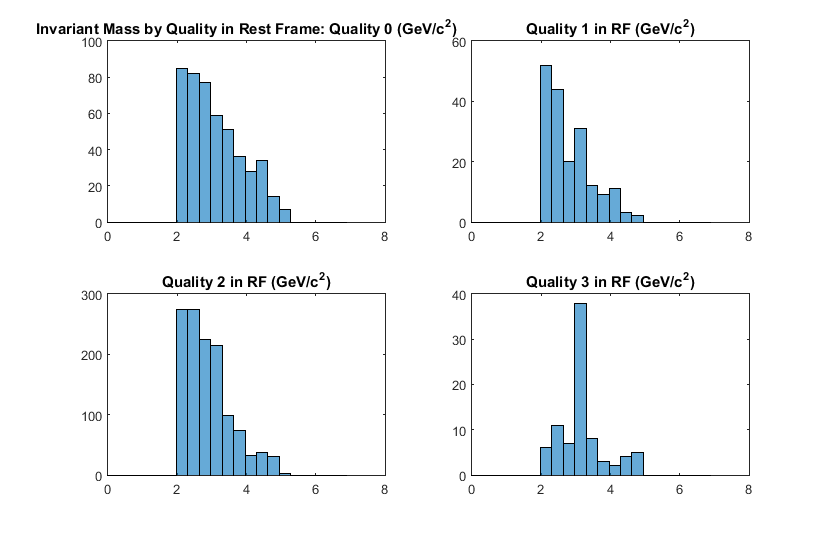 Invariant Mass by Quality in Rest Frame: Quality 0 (GeV/c²)
100
80
60
40
20
0
0 2 4 6 8
Quality 1 in RF (GeV/c²)
60
40
20
0
0 2 4 6 8
Quality 2 in RF (GeV/c²)
300
200
100
0
0 2 4 6 8
Quality 3 in RF (GeV/c²)
40
30
20
10
0
0 2 4 6 8